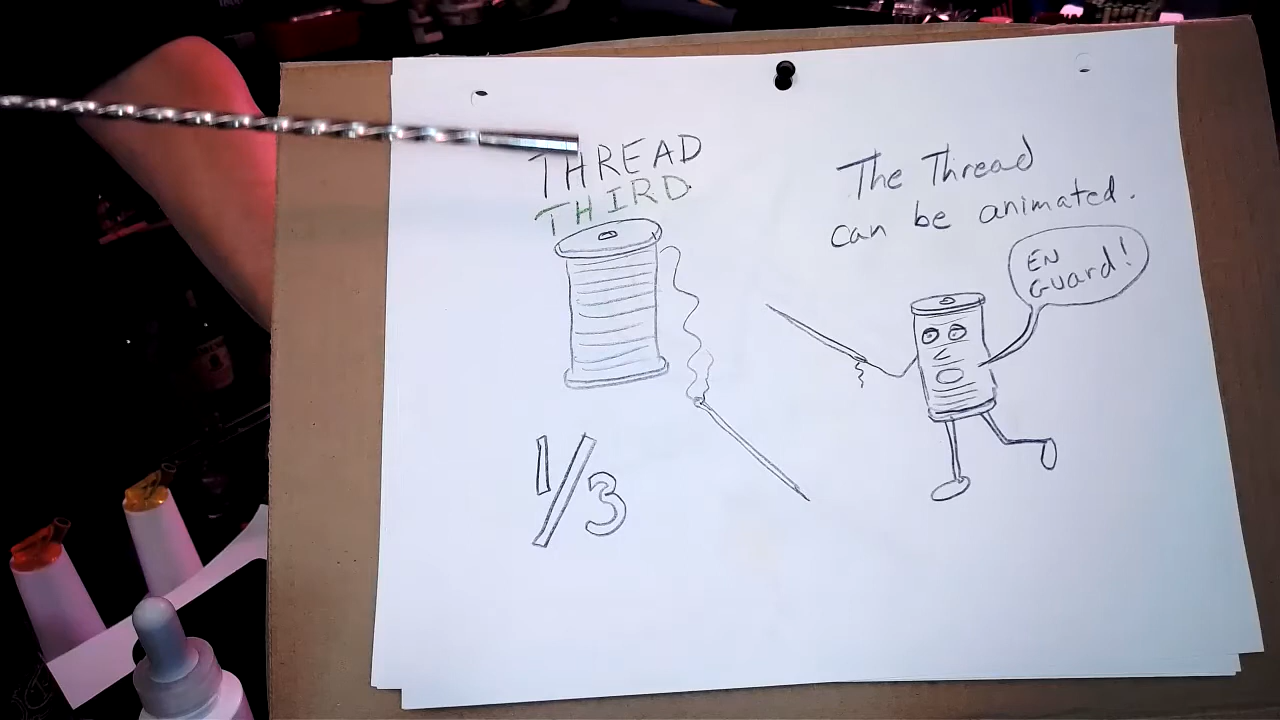 THREAD
THIRD
1/3
The Thread
can be animated.
EN
Guard!